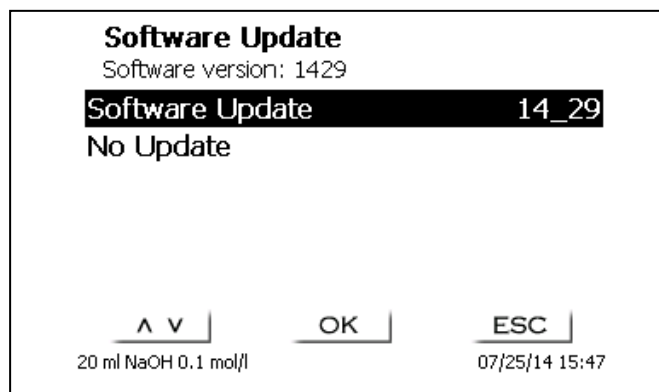 Software Update
Software version: 1429
Software Update 14_29
No Update
∧ ∨ OK ESC
20 ml NaOH 0.1 mol/l 07/25/14 15:47